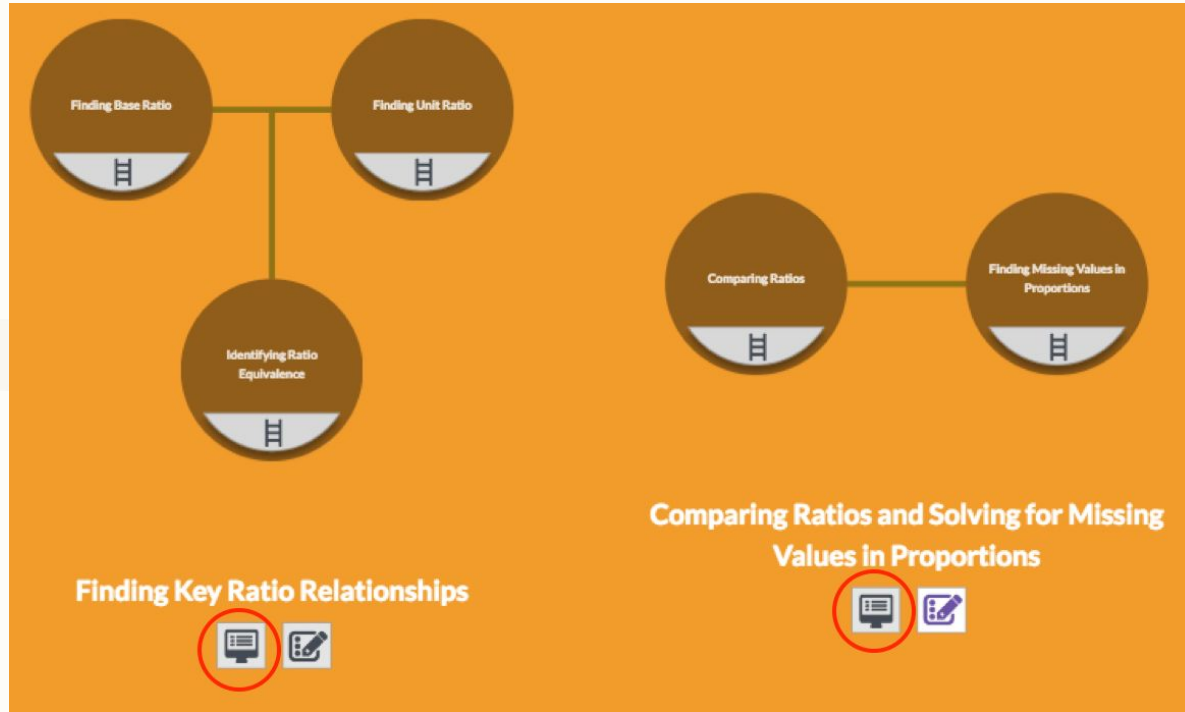 Finding Base Ratio
Finding Unit Ratio
Identifying Ratio
Equivalence
Finding Key Ratio Relationships
Comparing Ratios
Finding Missing Values in
Proportions
Comparing Ratios and Solving for Missing
Values in Proportions